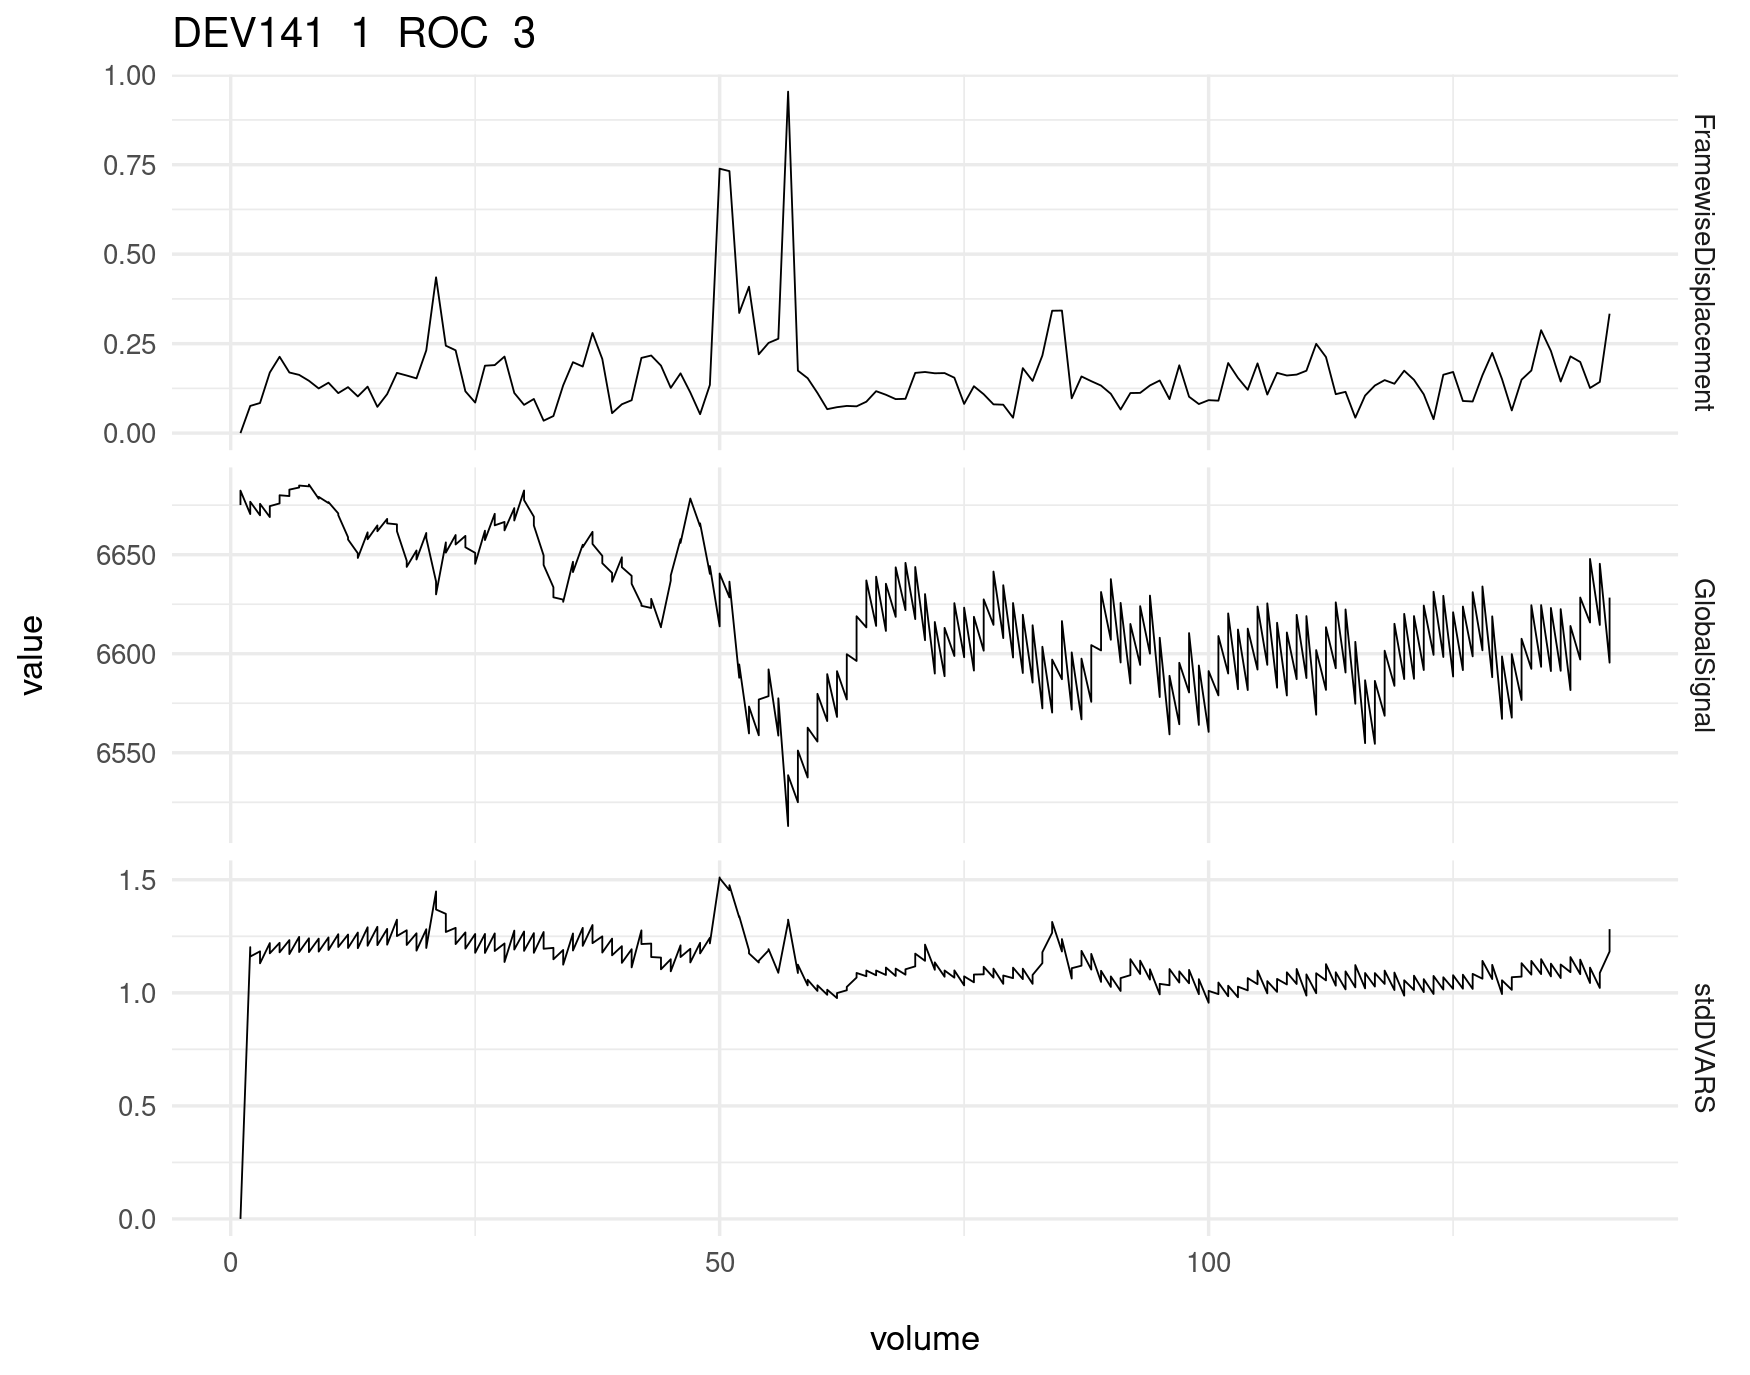 DEV141 1 ROC 3
1.00
0.75
0.50
0.25
0.00
FramewiseDisplacement
6650
6600
6550
GlobalSignal
1.5
1.0
0.5
0.0
stdDVARS
value
0 50 100
volume